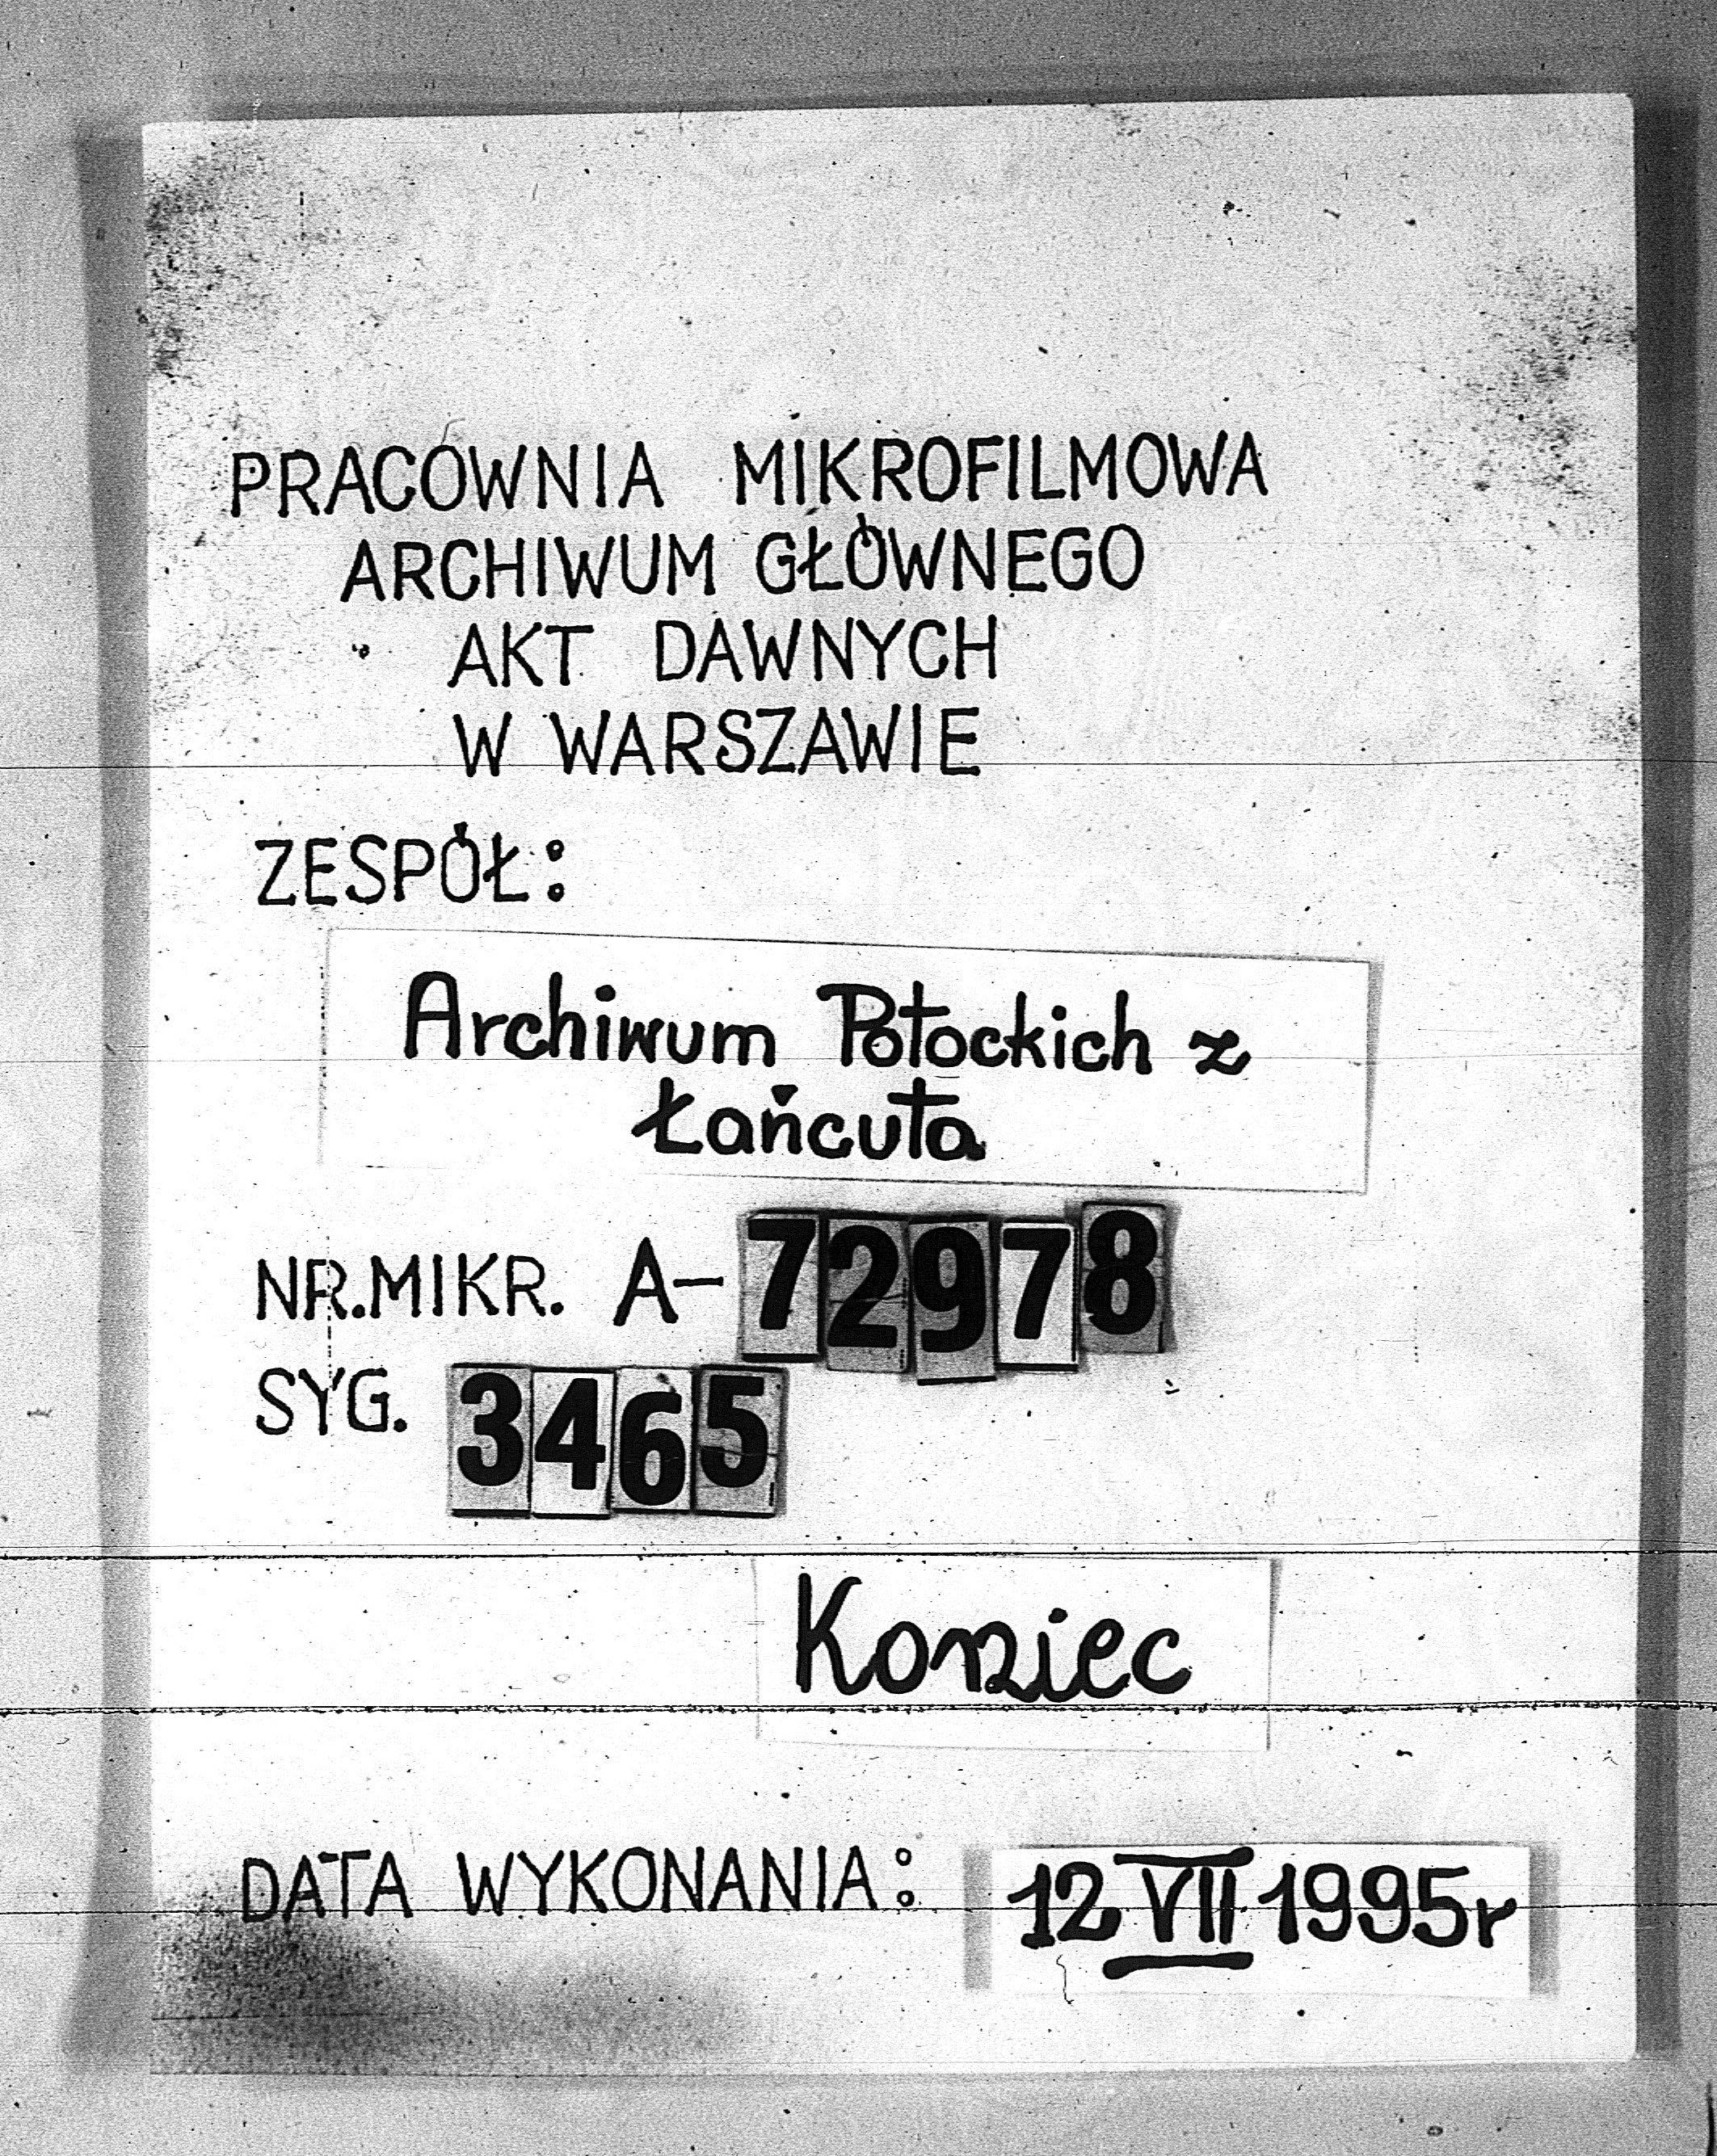 PRACOWNIA MIKROFILMOWA
ARCHIWUM GŁÓWNEGO
AKT DAWNYCH
W WARSZAWIE
ZESPÓŁ:
Archiwum Potockich z
Łańcuta
NR. MIKR. A-72978
SYG. 3465
Koniec
DATA WYKONANIA: 12 VII 1995r